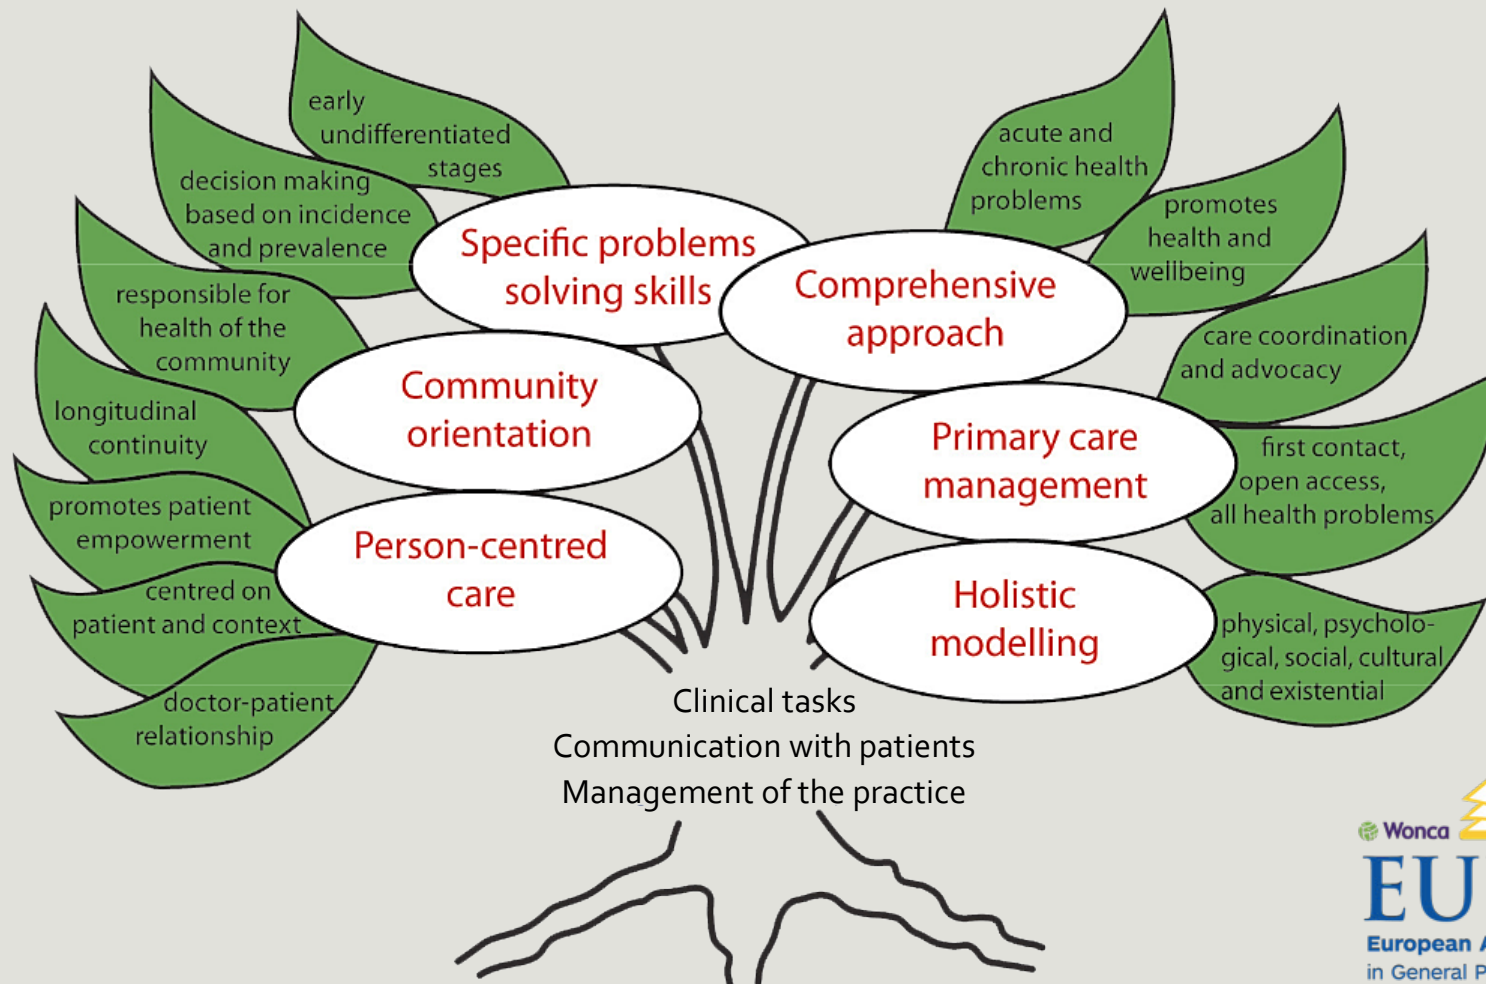 early
undifferentiated
stages
decision making
based on incidence
and prevalence
responsible for
health of the
community
longitudinal
continuity
promotes patient
empowerment
centred on
patient and context
doctor-patient
relationship
Specific problems
solving skills
Community
orientation
Person-centred
care
Comprehensive
approach
Primary care
management
Holistic
modelling
acute and
chronic health
problems
promotes
health and
wellbeing
care coordination
and advocacy
first contact,
open access,
all health problems
physical, psycholo-
gical, social, cultural
and existential
Clinical tasks
Communication with patients
Management of the practice
Wonca
EU
European
in General